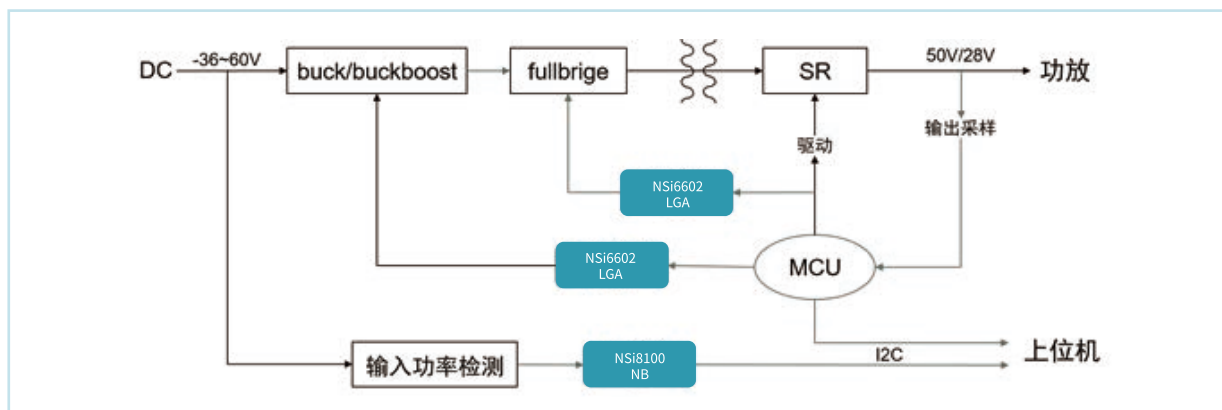 DC
-36~60V
buck/buckboost
fullbrige
SR
50V/28V
功放
输出采样
驱动
NSi6602
LGA
NSi6602
LGA
MCU
输入功率检测
NSi8100
NB
I2C
上位机